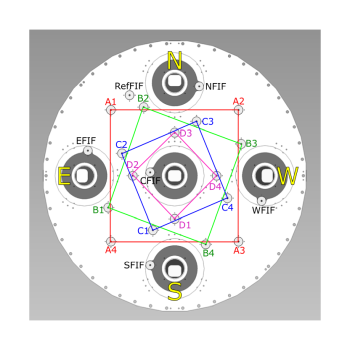 N
RefFIF
NFIF
A1
B2
A2
C3
D3
EFIF
C2
B3
D2
E
CFIF
D4
W
B1
C4
WFIF
D1
C1
A4
B4
A3
SFIF
S